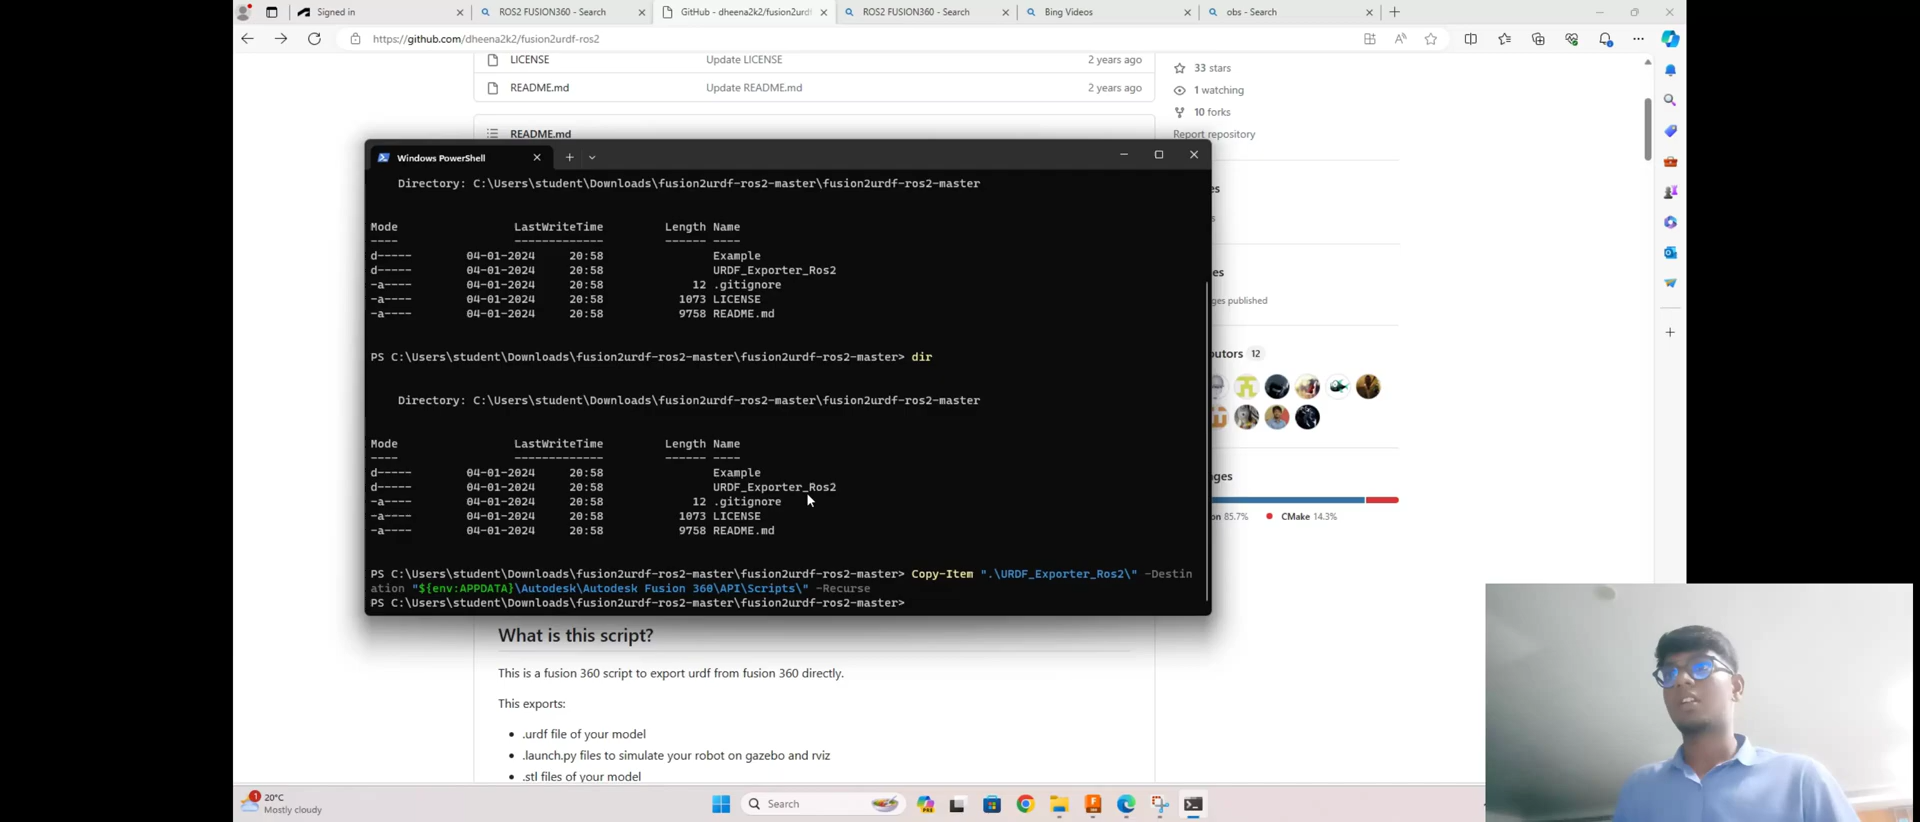 Signed in
ROS2 FUSION360 - Search
GitHub - dheena2k2/fusion2urdf
ROS2 FUSION360 - Search
Bing Videos
obs - Search
https://github.com/dheena2k2/fusion2urdf-ros2
LICENSE Update LICENSE 2 years ago
README.md Update README.md 2 years ago
33 stars
1 watching
10 forks
Report repository
README.md
Windows PowerShell
Directory: C:\Users\student\Downloads\fusion2urdf-ros2-master\fusion2urdf-ros2-master
Mode LastWriteTime Length Name
---- ------------- ------ ----
d----- 04-01-2024 20:58 Example
d----- 04-01-2024 20:58 URDF_Exporter_Ros2
-a---- 04-01-2024 20:58 12 .gitignore
-a---- 04-01-2024 20:58 1073 LICENSE
-a---- 04-01-2024 20:58 9758 README.md
PS C:\Users\student\Downloads\fusion2urdf-ros2-master\fusion2urdf-ros2-master> dir
Directory: C:\Users\student\Downloads\fusion2urdf-ros2-master\fusion2urdf-ros2-master
Mode LastWriteTime Length Name
---- ------------- ------ ----
d----- 04-01-2024 20:58 Example
d----- 04-01-2024 20:58 URDF_Exporter_Ros2
-a---- 04-01-2024 20:58 12 .gitignore
-a---- 04-01-2024 20:58 1073 LICENSE
-a---- 04-01-2024 20:58 9758 README.md
PS C:\Users\student\Downloads\fusion2urdf-ros2-master\fusion2urdf-ros2-master> Copy-Item ".\URDF_Exporter_Ros2\" -Destin
ation "${env:APPDATA}\Autodesk\Autodesk Fusion 360\API\Scripts\" -Recurse
PS C:\Users\student\Downloads\fusion2urdf-ros2-master\fusion2urdf-ros2-master>
es
s
es
ges published
butors 12
ges
on 85.7% CMake 14.3%
What is this script?
This is a fusion 360 script to export urdf from fusion 360 directly.
This exports:
.urdf file of your model
.launch.py files to simulate your robot on gazebo and rviz
.stl files of your model
1
20°C
Mostly cloudy
Search